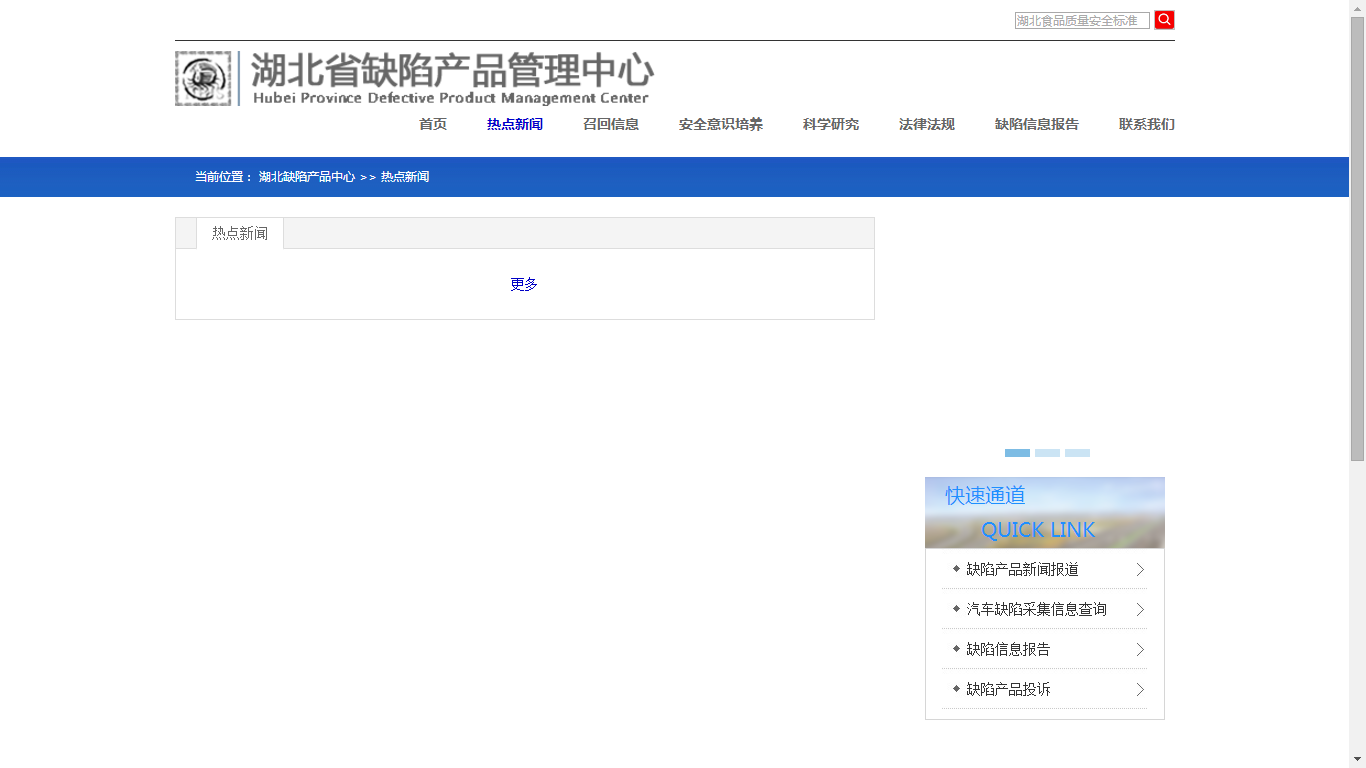 湖北食品质量安全标准
湖北省缺陷产品管理中心
Hubei Province Defective Product Management Center
首页 热点新闻 召回信息 安全意识培养 科学研究 法律法规 缺陷信息报告 联系我们
当前位置： 湖北缺陷产品中心 >> 热点新闻
热点新闻
更多
快速通道
QUICK LINK
缺陷产品新闻报道
汽车缺陷采集信息查询
缺陷信息报告
缺陷产品投诉